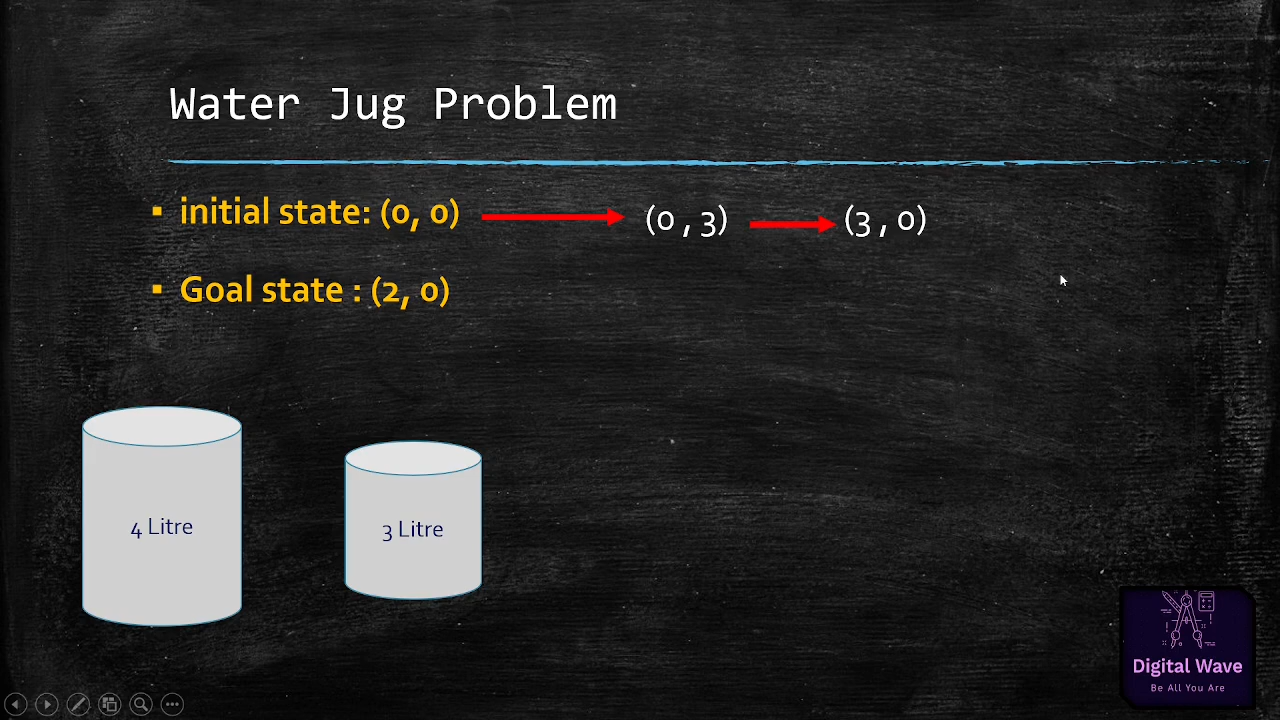 Water Jug Problem
▪ initial state: (0, 0) (0 , 3) (3 , 0)
▪ Goal state : (2, 0)
4 Litre
3 Litre
Digital Wave
Be All You Are